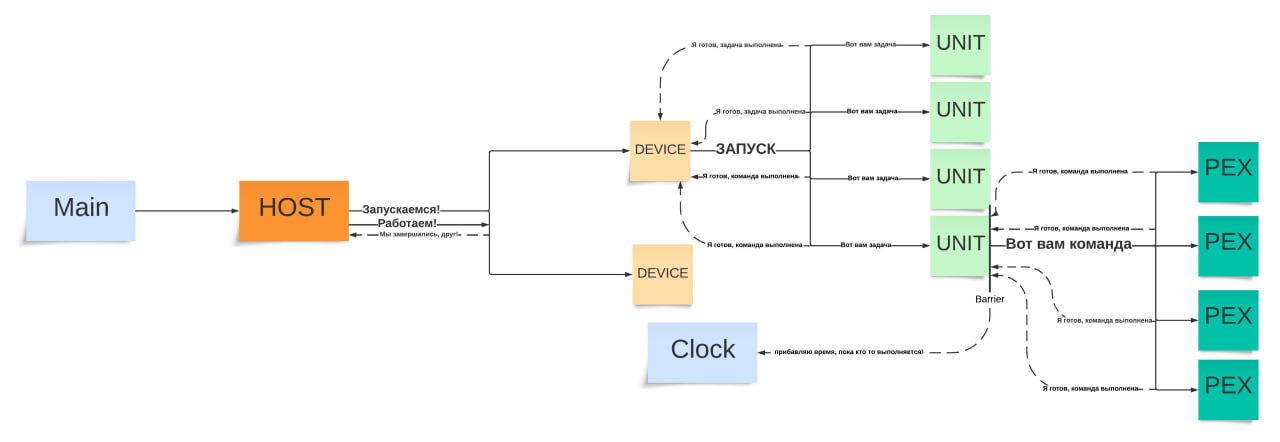 UNIT
Я готов, задача выполнена
Вот вам задача
UNIT
Я готов, задача выполнена
Вот вам задача
DEVICE
ЗАПУСК
PEX
UNIT
Я готов, команда выполнена
Вот вам задача
Я готов, команда выполнена
Main
HOST
Запускаемся!
Работаем!
Мы завершились, друг!
Я готов, команда выполнена
Вот вам задача
UNIT
Я готов, команда выполнена
Вот вам команда
PEX
DEVICE
Barrier
Я готов, команда выполнена
PEX
Clock
прибавляю время, пока кто то выполняется!
Я готов, команда выполнена
PEX